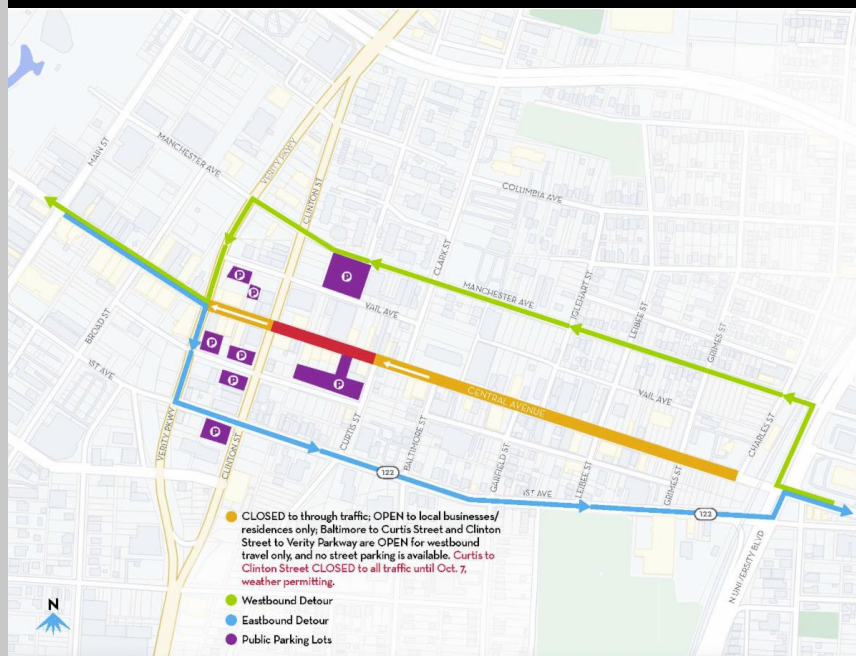 MAIN ST
MANCHESTER AVE
VERITY PKWY
CLINTON ST
COLUMBIA AVE
CLARK ST
P
P
P
MANCHESTER AVE
IGLEHART ST
VAIL AVE
LEIBEE ST
BROAD ST
GRIMES ST
P
P
1ST AVE
P
P
CENTRAL AVENUE
VAIL AVE
CHARLES ST
P
VERITY PKWY
CLINTON ST
CURTIS ST
BALTIMORE ST
GARFIELD ST
122
1ST AVE
LEIBEE ST
GRIMES ST
122
N UNIVERSITY BLVD
CLOSED to through traffic; OPEN to local businesses/
residences only; Baltimore to Curtis Street and Clinton
Street to Verity Parkway are OPEN for westbound
travel only, and no street parking is available. Curtis to
Clinton Street CLOSED to all traffic until Oct. 7,
weather permitting.
Westbound Detour
Eastbound Detour
Public Parking Lots
N